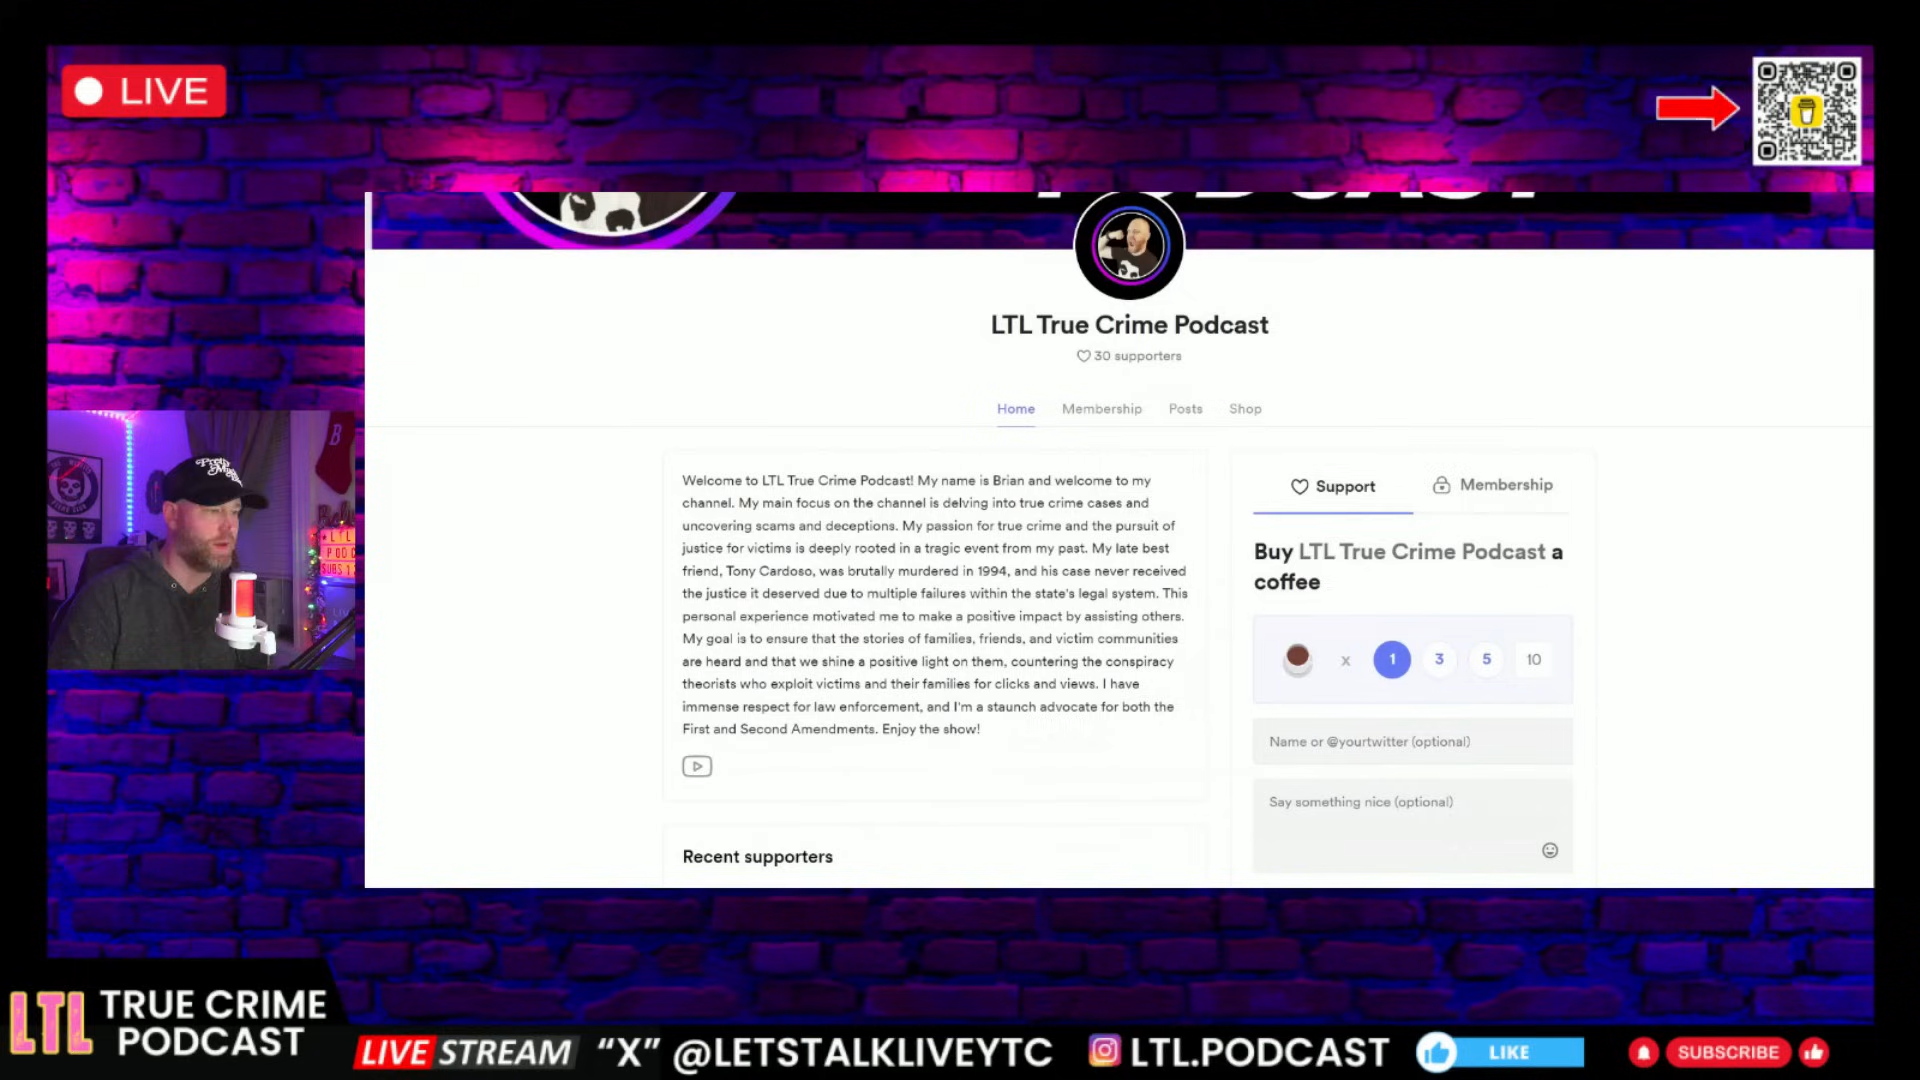 LIVE
LTL True Crime Podcast
30 supporters
Home Membership Posts Shop
Welcome to LTL True Crime Podcast! My name is Brian and welcome to my
channel. My main focus on the channel is delving into true crime cases and
uncovering scams and deceptions. My passion for true crime and the pursuit of
justice for victims is deeply rooted in a tragic event from my past. My late best
friend, Tony Cardoso, was brutally murdered in 1994, and his case never received
the justice it deserved due to multiple failures within the state's legal system. This
personal experience motivated me to make a positive impact by assisting others.
My goal is to ensure that the stories of families, friends, and victim communities
are heard and that we shine a positive light on them, countering the conspiracy
theorists who exploit victims and their families for clicks and views. I have
immense respect for law enforcement, and I'm a staunch advocate for both the
First and Second Amendments. Enjoy the show!
Recent supporters
Support Membership
Buy LTL True Crime Podcast a
coffee
x 1 3 5 10
Name or @yourtwitter (optional)
Say something nice (optional)
B
LTL
POD
SUBS
LTL TRUE CRIME
PODCAST
LIVE STREAM "X" @LETSTALKLIVEYTC LTL.PODCAST LIKE SUBSCRIBE